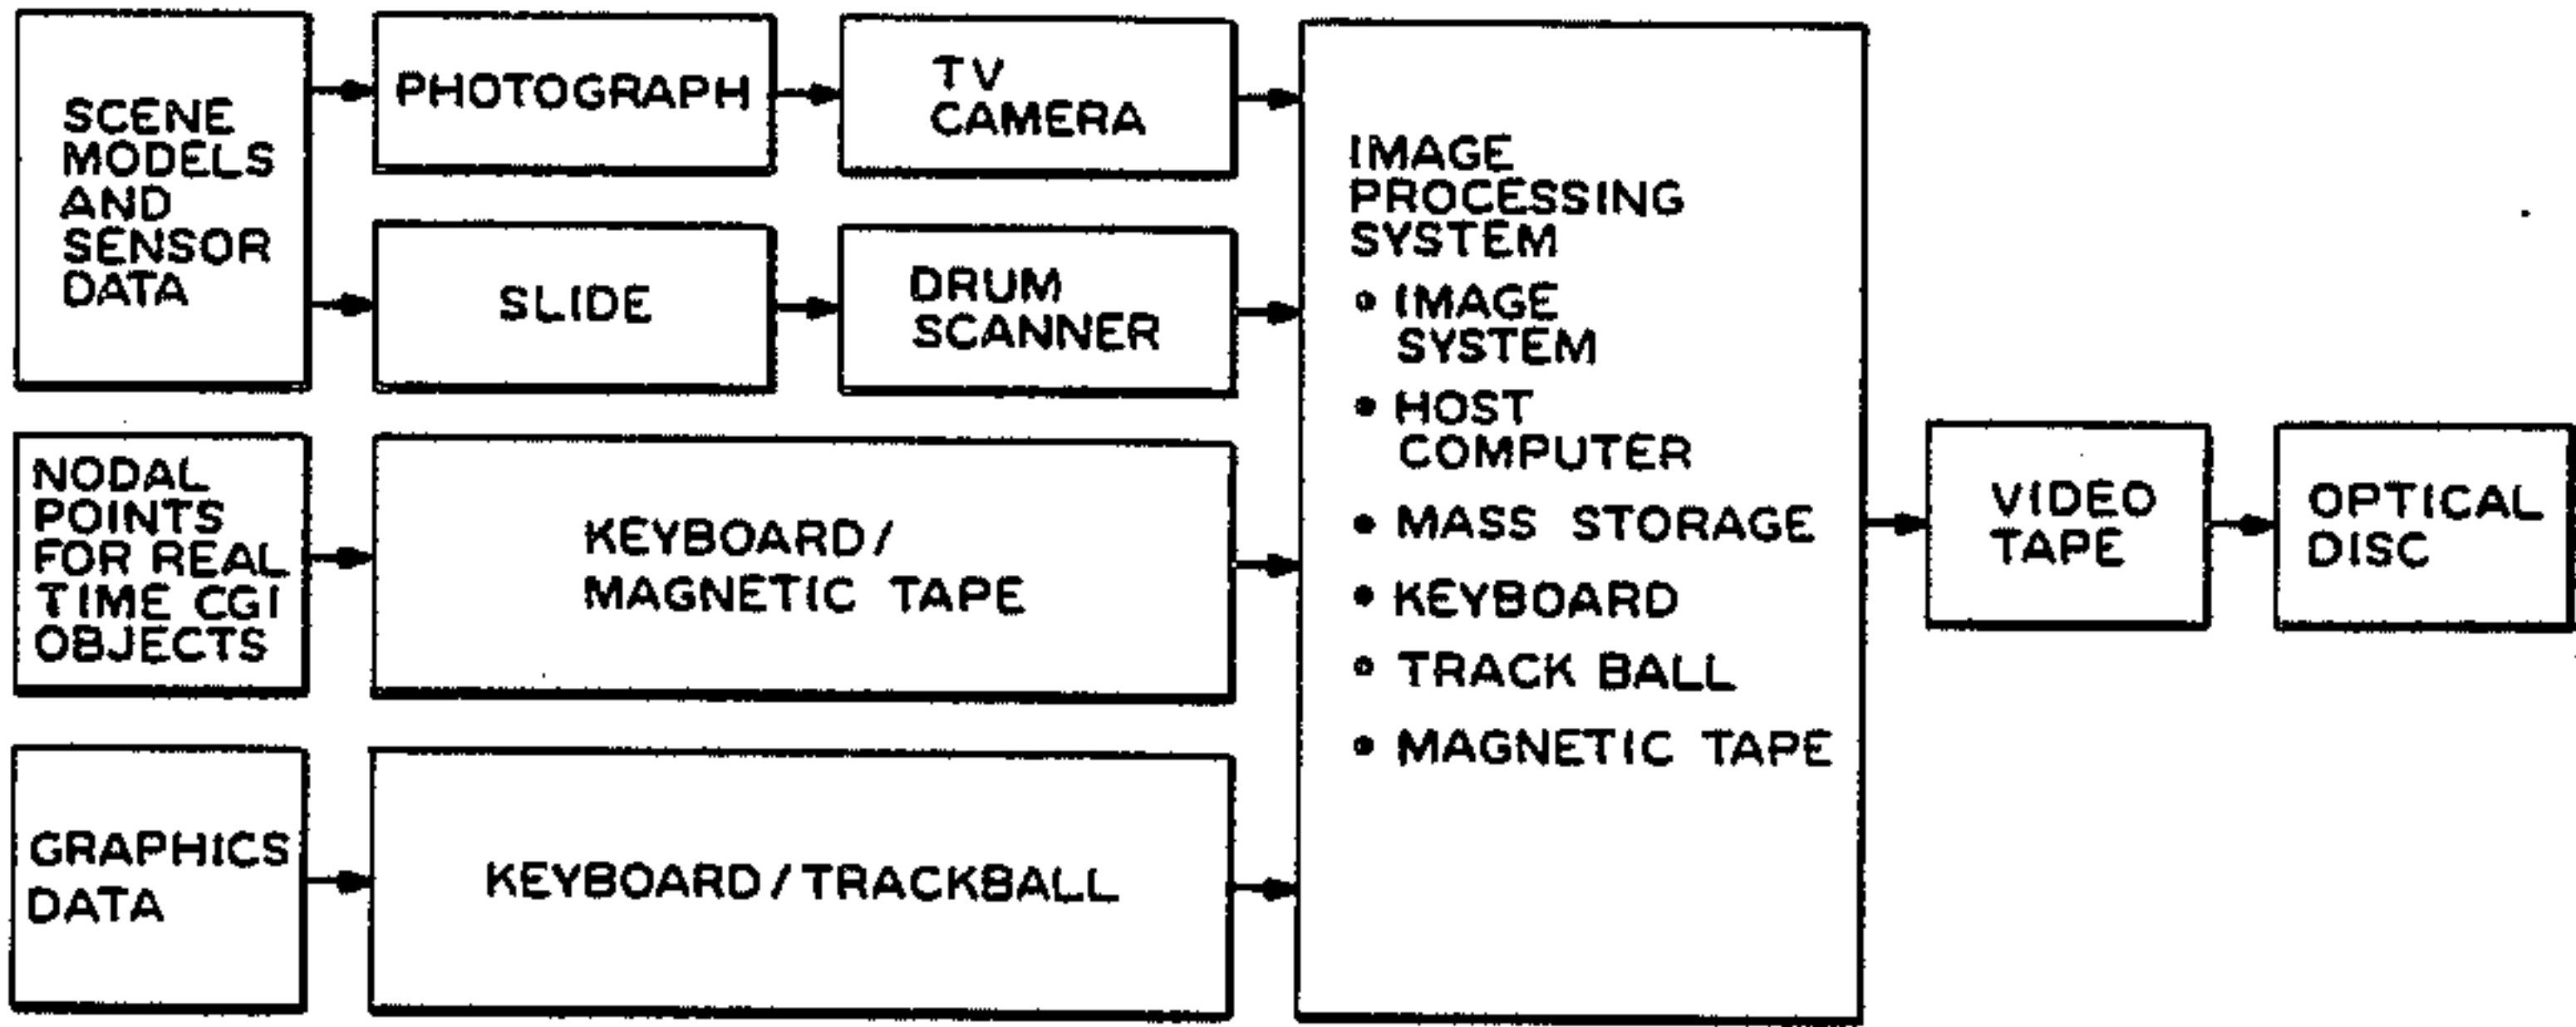 SCENE
MODELS
AND
SENSOR
DATA
PHOTOGRAPH
TV
CAMERA
SLIDE
DRUM
SCANNER
NODAL
POINTS
FOR REAL
TIME CGI
OBJECTS
KEYBOARD/
MAGNETIC TAPE
GRAPHICS
DATA
KEYBOARD/TRACKBALL
IMAGE
PROCESSING
SYSTEM
• IMAGE
SYSTEM
• HOST
COMPUTER
• MASS STORAGE
• KEYBOARD
• TRACK BALL
• MAGNETIC TAPE
VIDEO
TAPE
OPTICAL
DISC